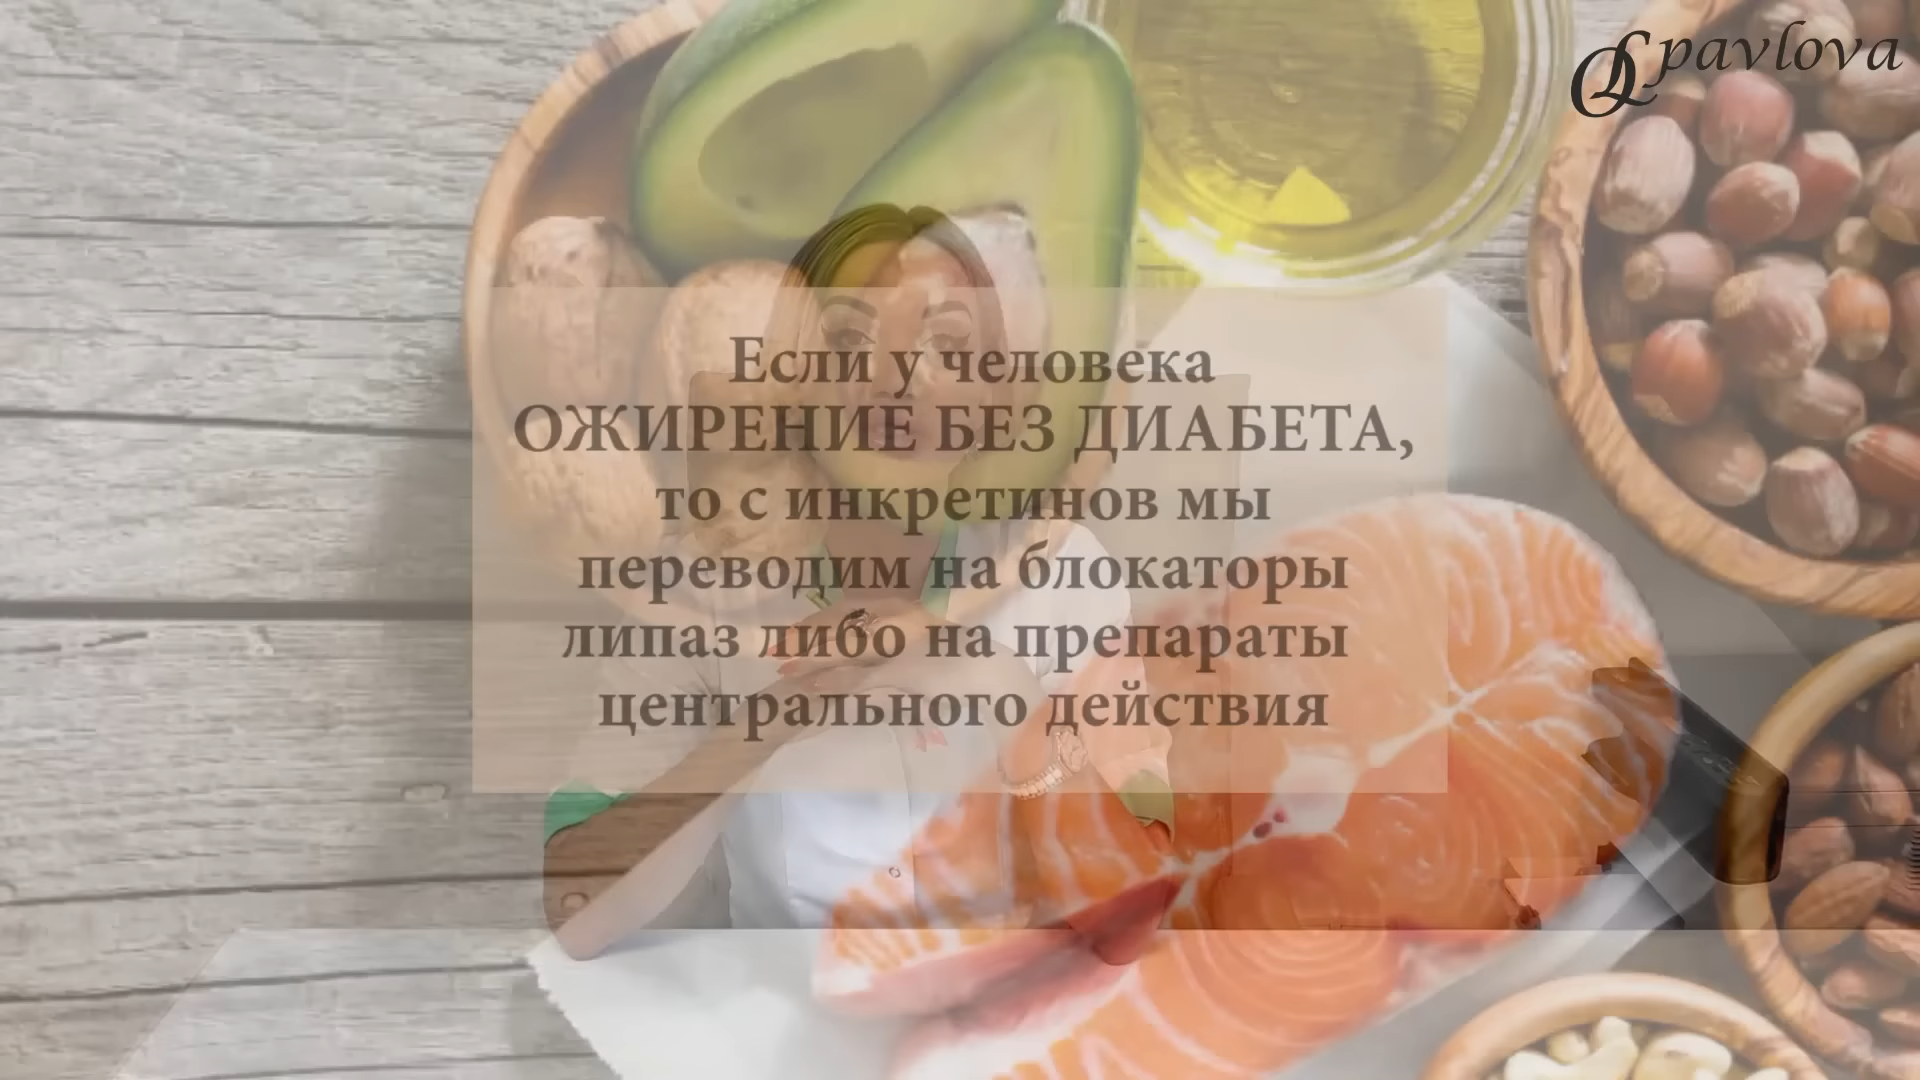 pavlova
Если у человека
ОЖИРЕНИЕ БЕЗ ДИАБЕТА,
то с инкретинов мы
переводим на блокаторы
липаз либо на препараты
центрального действия